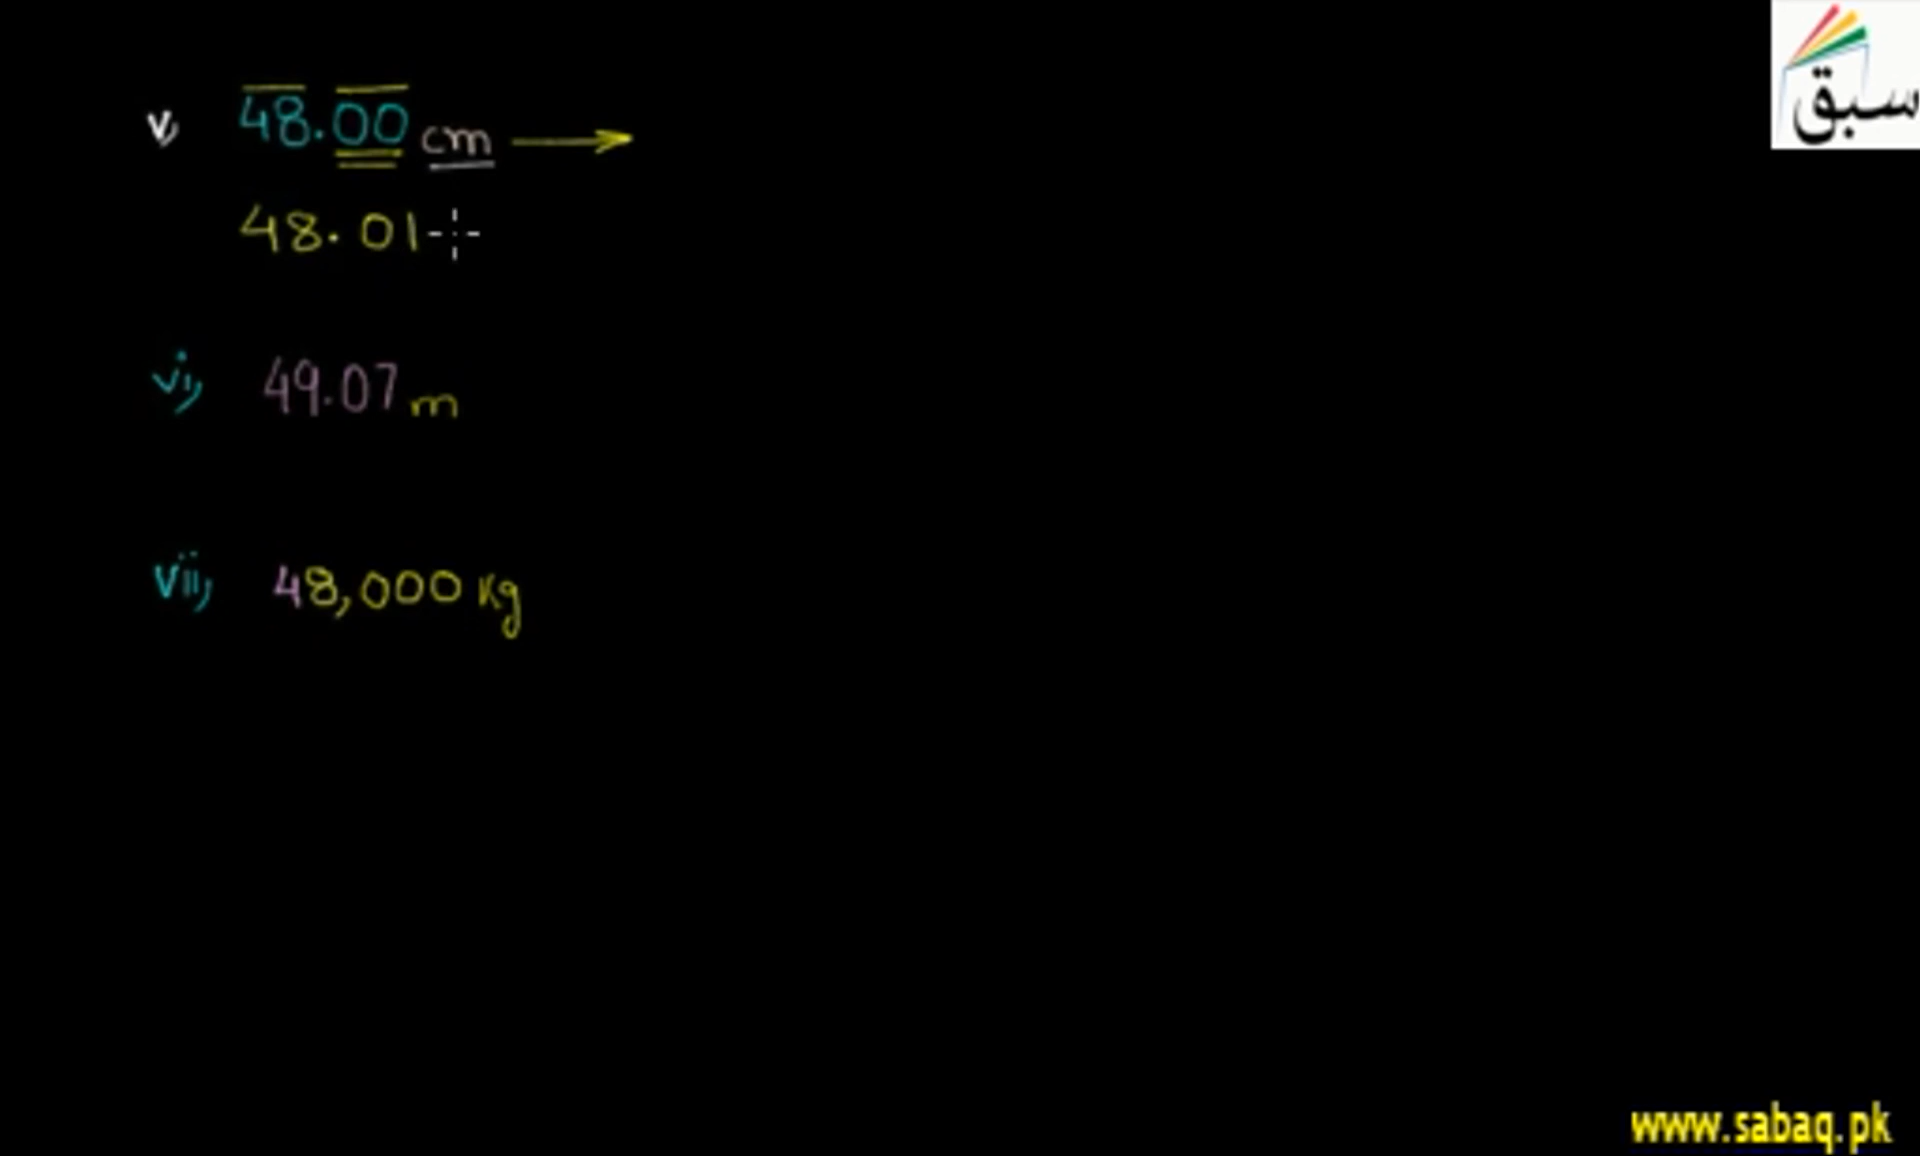 سبق
v, 48.00 cm →
48.01
vi, 49.07 m
vii, 48,000 kg
www.sabaq.pk